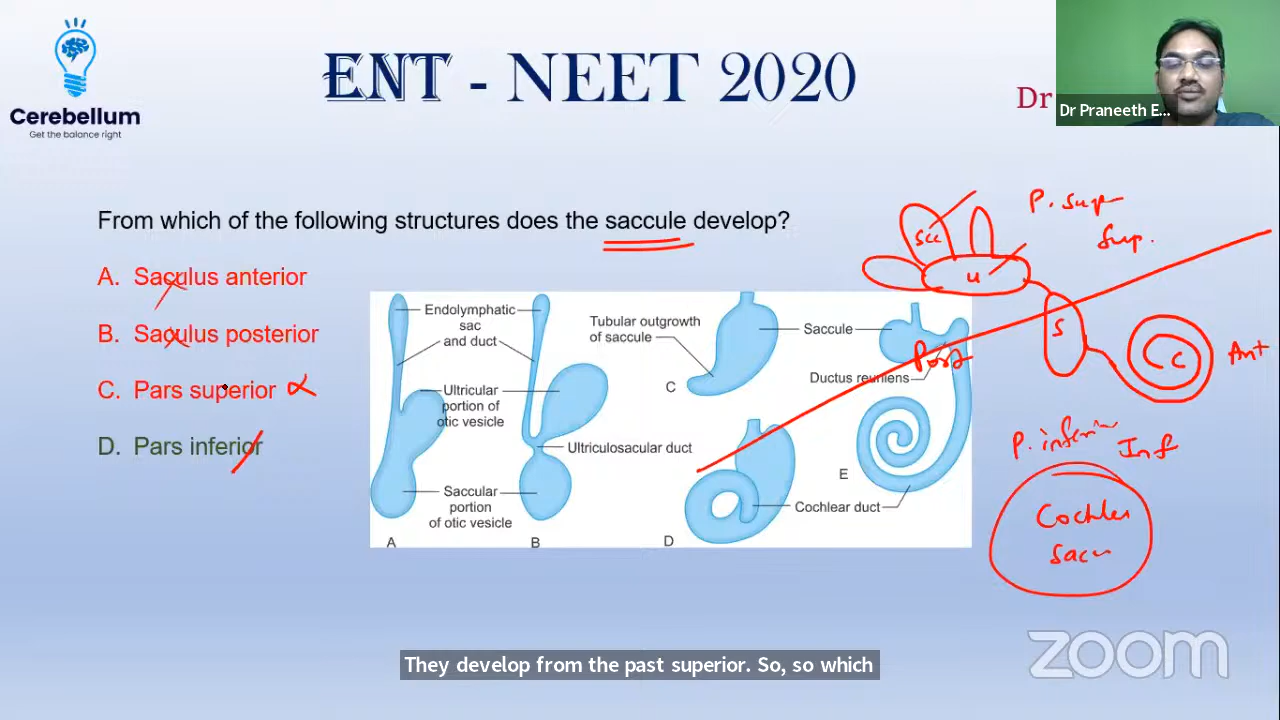 Cerebellum
Get the balance right
ENT - NEET 2020
Dr
Dr Praneeth E...
From which of the following structures does the saccule develop?
A. Saculus anterior
B. Saculus posterior
C. Pars superior
D. Pars inferior
Endolymphatic
sac
and duct
Ultricular
portion of
otic vesicle
Ultriculosacular duct
Saccular
portion
of otic vesicle
A
B
Tubular outgrowth
of saccule
C
Saccule
Ductus reuniens
Cochlear duct
D
E
P. sup
Sup.
SCC
U
S
C
Ant
Post
P. inferior
Inf
Cochlea
Sacu
They develop from the past superior. So, so which
zoom